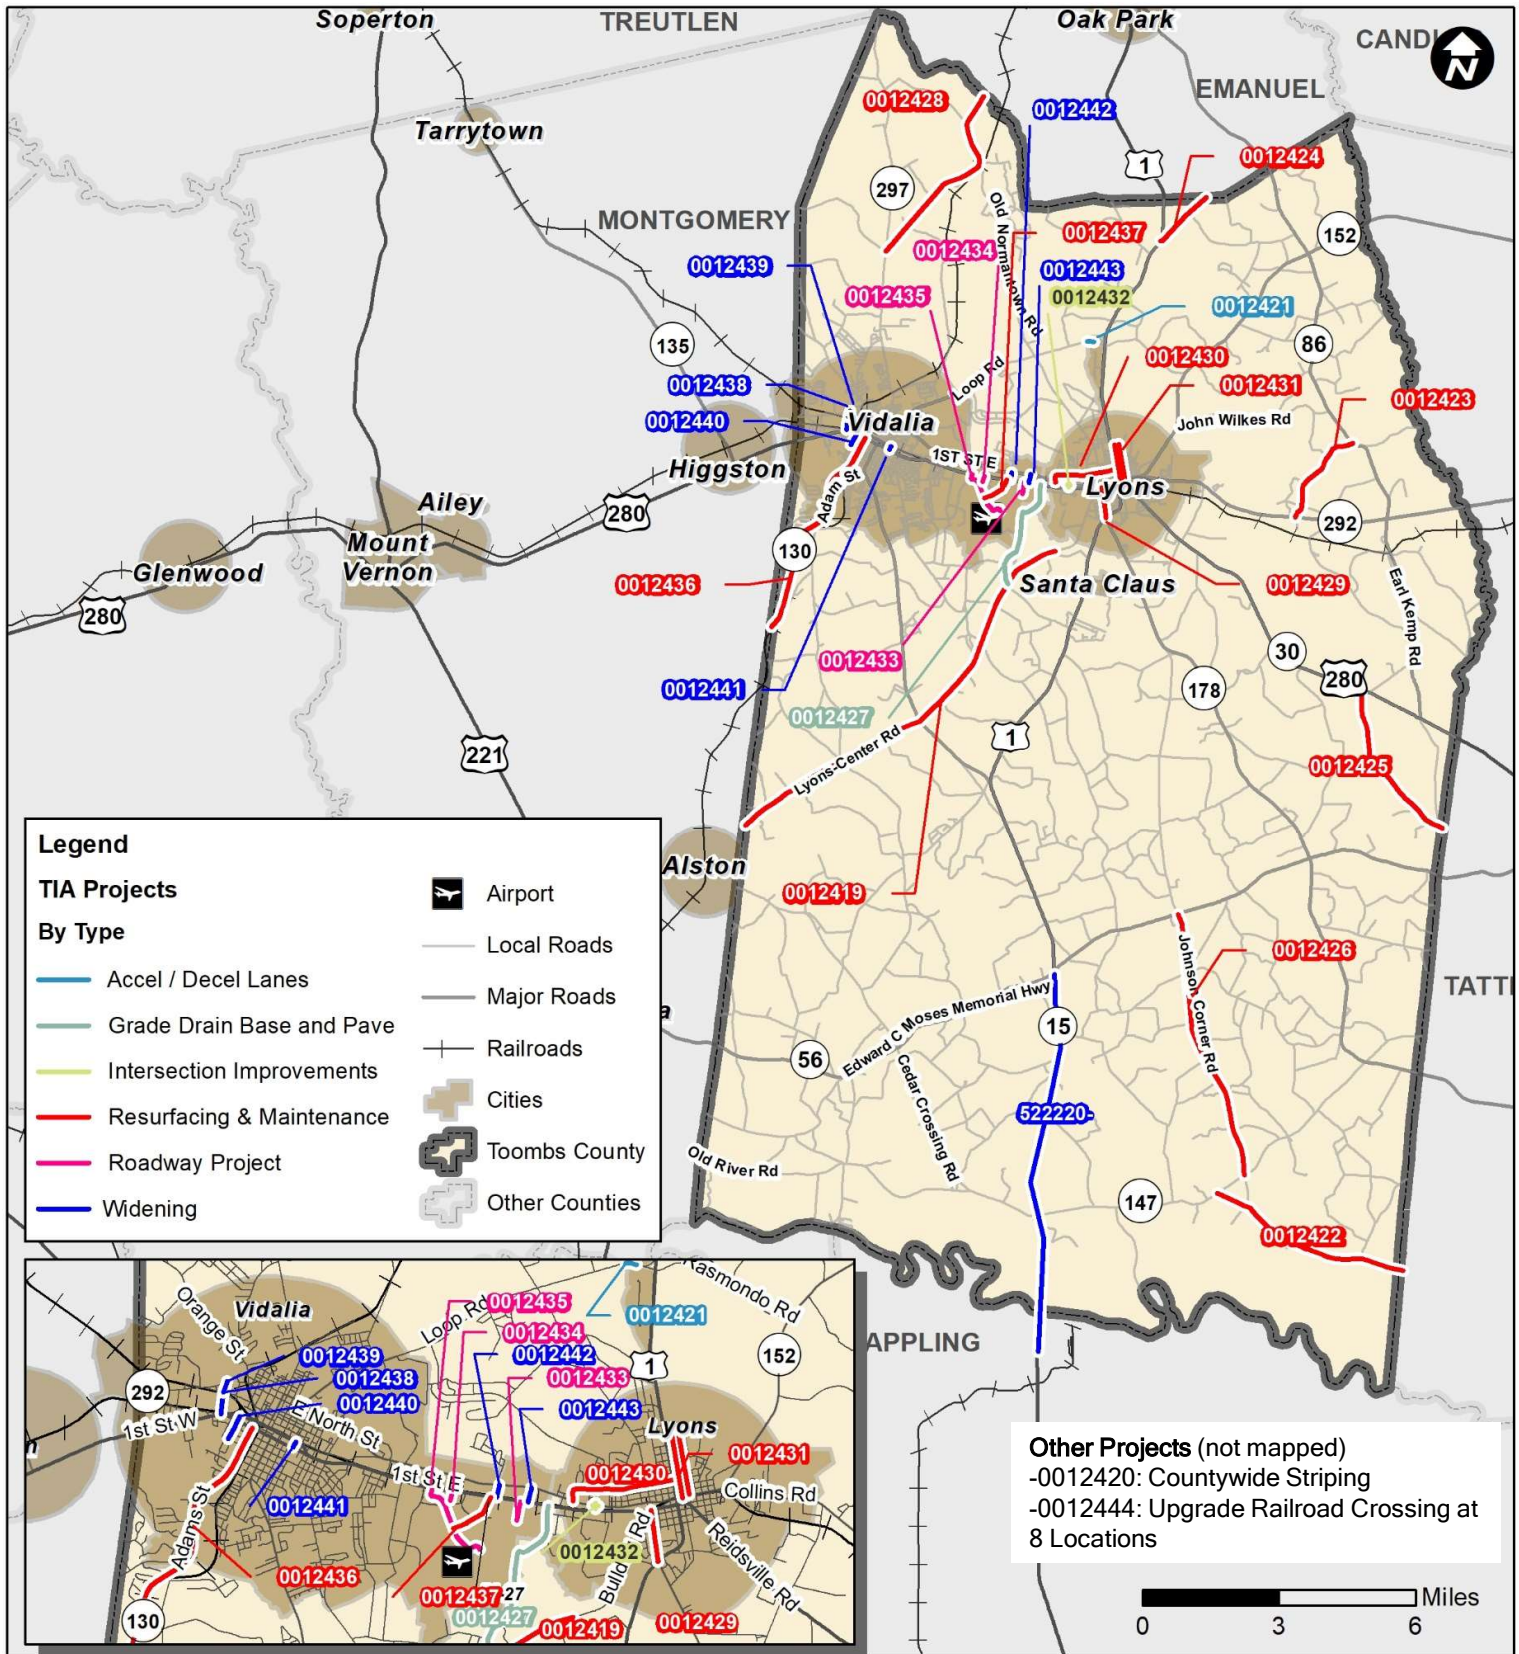 Soperton
TREUTLEN
Oak Park
CANDL
N
EMANUEL
0012428
0012442
Tarrytown
1
0012424
297
Old Normantown Rd
MONTGOMERY
0012437
152
0012434
0012439
0012443
0012435
0012432
0012421
135
86
0012430
Loop Rd
0012438
0012431
0012423
0012440
Vidalia
John Wilkes Rd
1ST ST E
Higgston
Lyons
Adam St
Ailey
280
292
Mount
Vernon
130
Glenwood
Santa Claus
0012436
0012429
280
Earl Kemp Rd
30
0012433
280
0012441
178
0012427
1
221
Lyons-Center Rd
0012425
Alston
0012419
Johnson Corner Rd
0012426
TATT
Edward C Moses Memorial Hwy
a
15
56
Cedar Crossing Rd
522220-
Old River Rd
147
0012422
APPLING
Legend
TIA Projects
By Type
Accel / Decel Lanes
Grade Drain Base and Pave
Intersection Improvements
Resurfacing & Maintenance
Roadway Project
Widening
Airport
Local Roads
Major Roads
Railroads
Cities
Toombs County
Other Counties
Orange St
Vidalia
Loop Rd
0012435
0012421
Rasmondo Rd
0012434
0012439
0012442
1
152
292
0012438
0012433
0012440
0012443
1st St W
E North St
Lyons
n
0012431
1st St E
0012430
Collins Rd
0012441
Adams St
Reidsville Rd
0012432
0012436
0012437
-27
0012427
130
0012419
0012429
Other Projects (not mapped)
-0012420: Countywide Striping
-0012444: Upgrade Railroad Crossing at
8 Locations
Miles
0 3 6